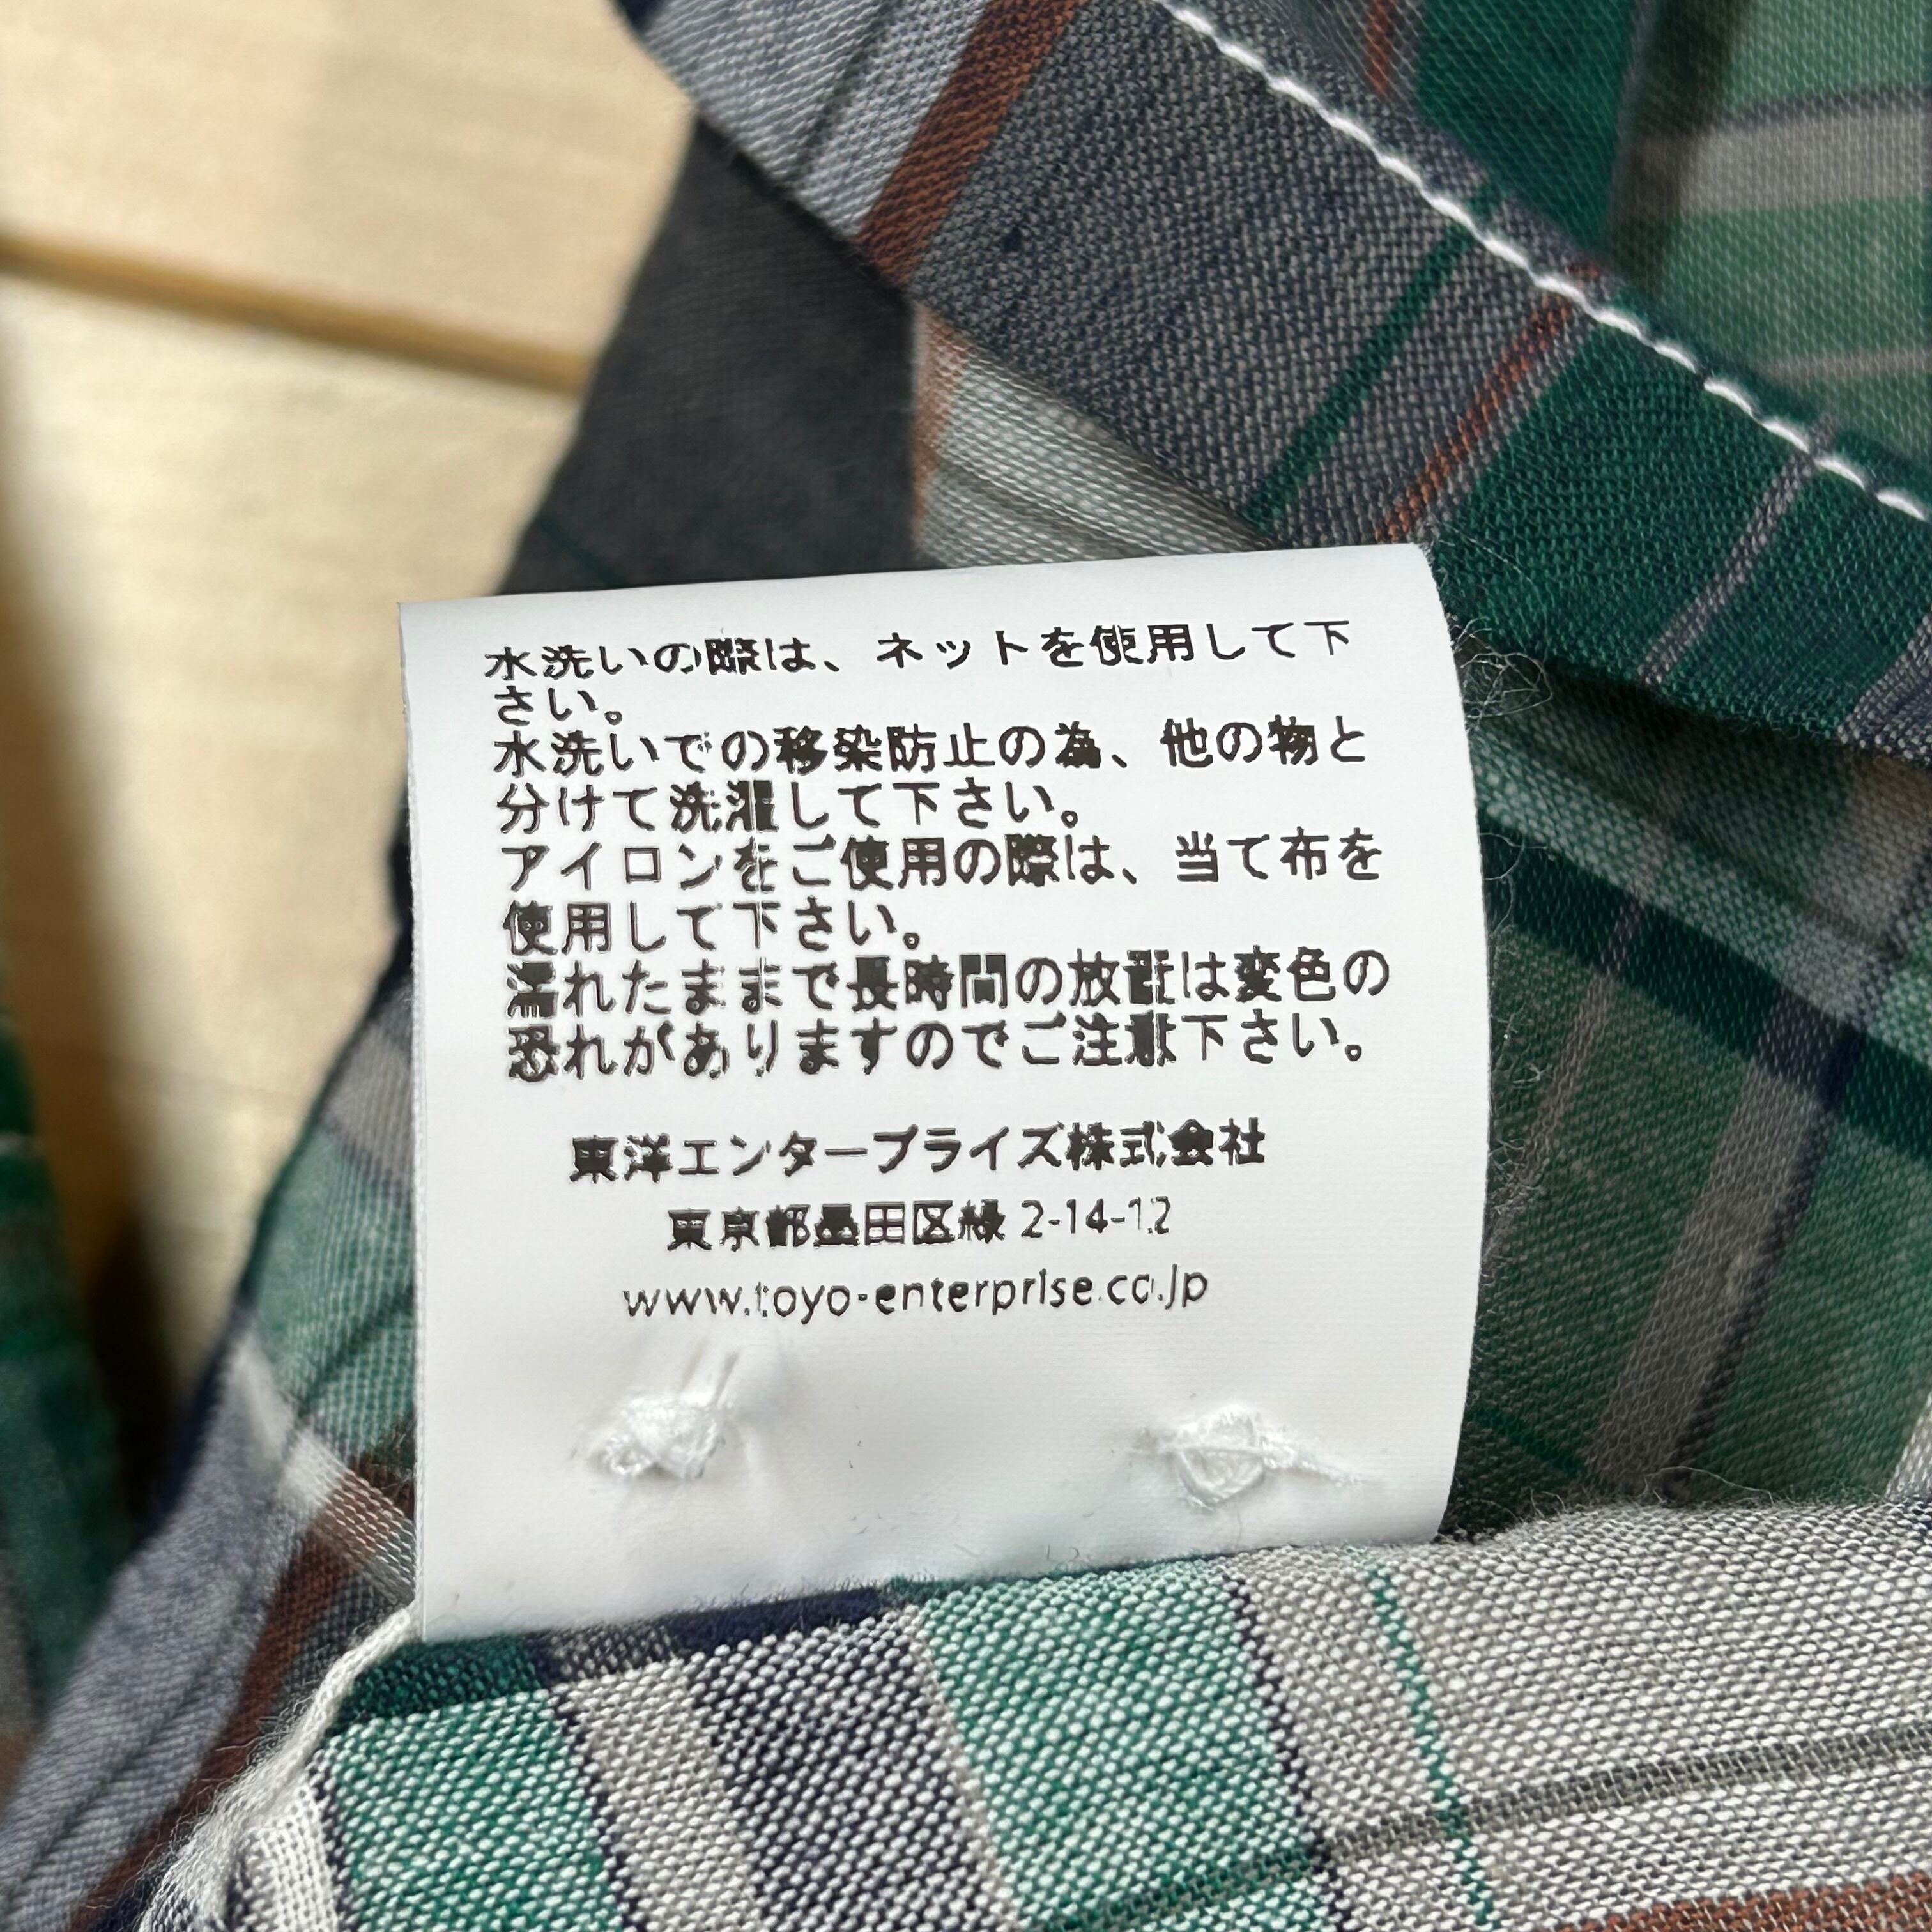 水洗いの際は、ネットを使用して下
さい。
水洗いでの移染防止の為、他の物と
分けて洗濯して下さい。
アイロンをご使用の際は、当て布を
使用して下さい。
濡れたままで長時間の放置は変色の
恐れがありますのでご注意下さい。
東洋エンタープライズ株式会社
東京都墨田区緑 2-14-12
www.toyo-enterprise.co.jp